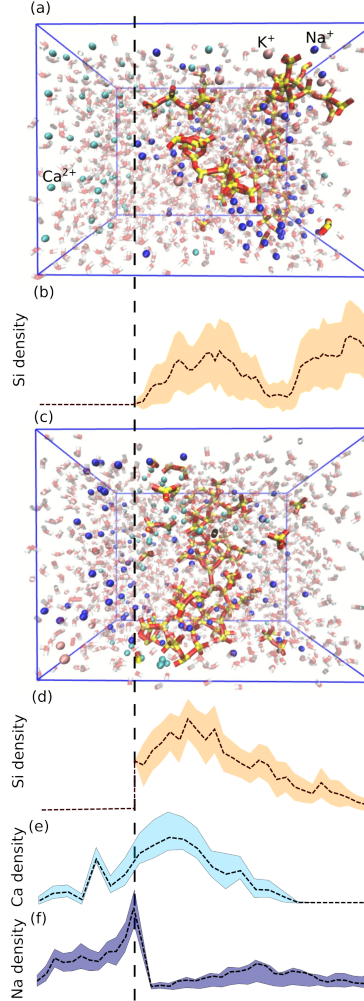 (a)
K⁺
Na⁺
Ca²⁺
(b)
Si density
(c)
(d)
Si density
(e)
Ca density
(f)
Na density